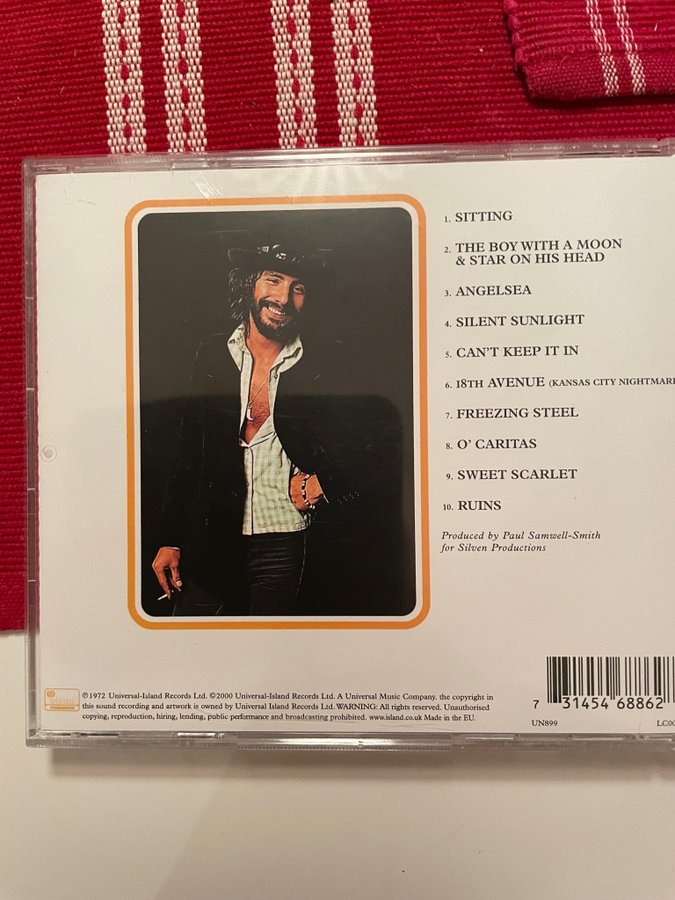 1. SITTING
2. THE BOY WITH A MOON
& STAR ON HIS HEAD
3. ANGELSEA
4. SILENT SUNLIGHT
5. CAN'T KEEP IT IN
6. 18TH AVENUE (KANSAS CITY NIGHTMARE
7. FREEZING STEEL
8. O' CARITAS
9. SWEET SCARLET
10. RUINS
Produced by Paul Samwell-Smith
for Silven Productions
℗1972 Universal-Island Records Ltd. ©2000 Universal-Island Records Ltd. A Universal Music Company. the copyright in
this sound recording and artwork is owned by Universal Island Records Ltd. WARNING: All rights reserved. Unauthorised
copying, reproduction, hiring, lending, public performance and broadcasting prohibited. www.island.co.uk Made in the EU.
7 31454 68862
UN899